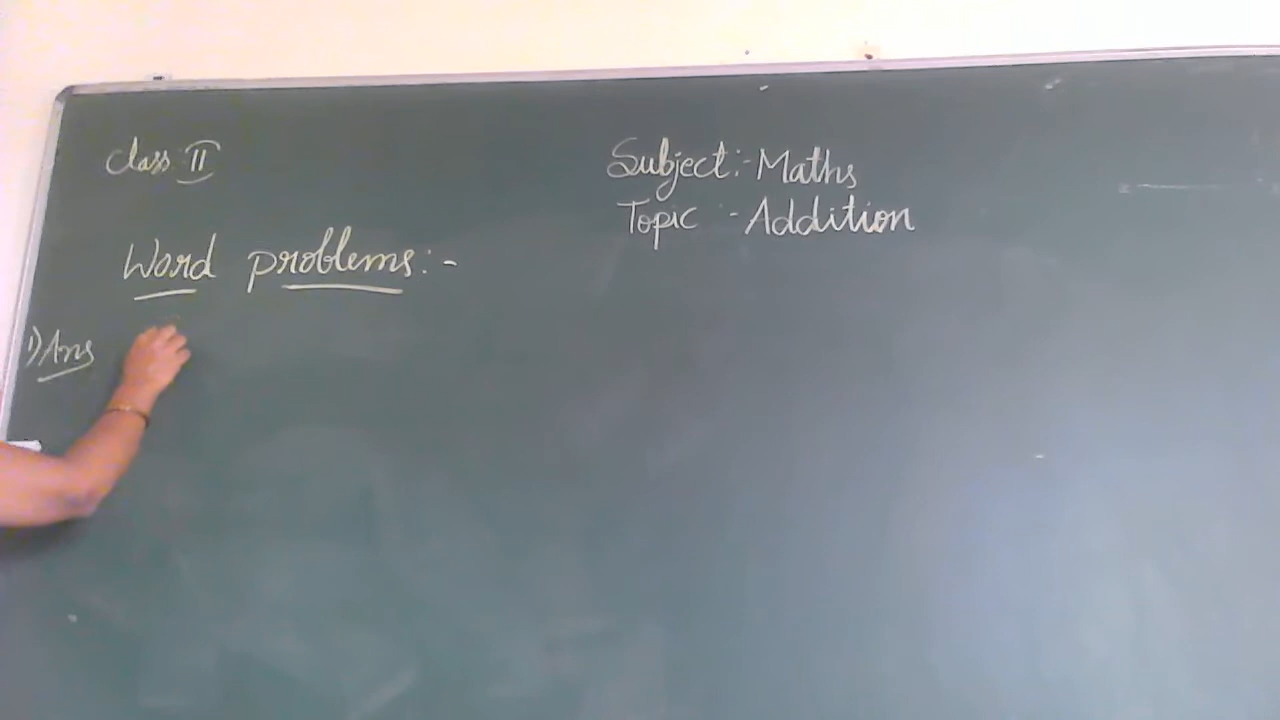 Class: II
Subject:- Maths
Topic :- Addition
Word problems:-
1) Ans